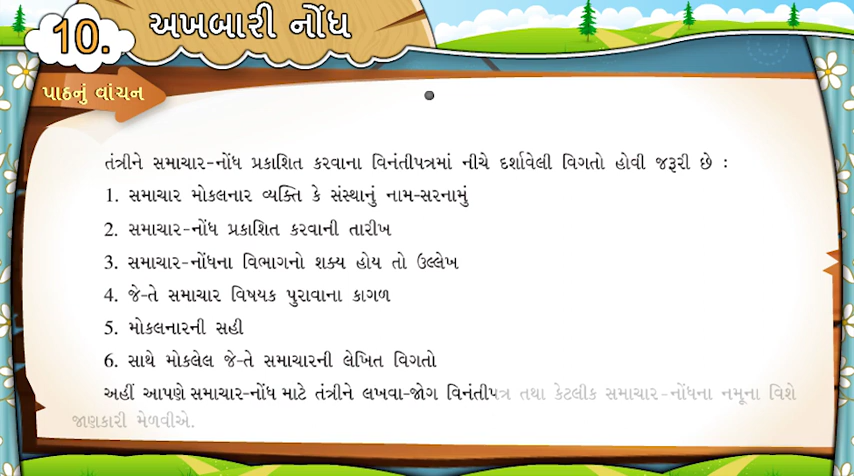 10. અખબારી નોંધ
પાઠનું વાંચન
તંત્રીને સમાચાર-નોંધ પ્રકાશિત કરવાના વિનંતીપત્રમાં નીચે દર્શાવેલી વિગતો હોવી જરૂરી છે :
1. સમાચાર મોકલનાર વ્યક્તિ કે સંસ્થાનું નામ-સરનામું
2. સમાચાર-નોંધ પ્રકાશિત કરવાની તારીખ
3. સમાચાર-નોંધના વિભાગનો શક્ય હોય તો ઉલ્લેખ
4. જે-તે સમાચાર વિષયક પુરાવાના કાગળ
5. મોકલનારની સહી
6. સાથે મોકલેલ જે-તે સમાચારની લેખિત વિગતો
અહીં આપણે સમાચાર-નોંધ માટે તંત્રીને લખવા-જોગ વિનંતીપત્ર તથા કેટલીક સમાચાર-નોંધના નમૂના વિશે
જાણકારી મેળવીએ.